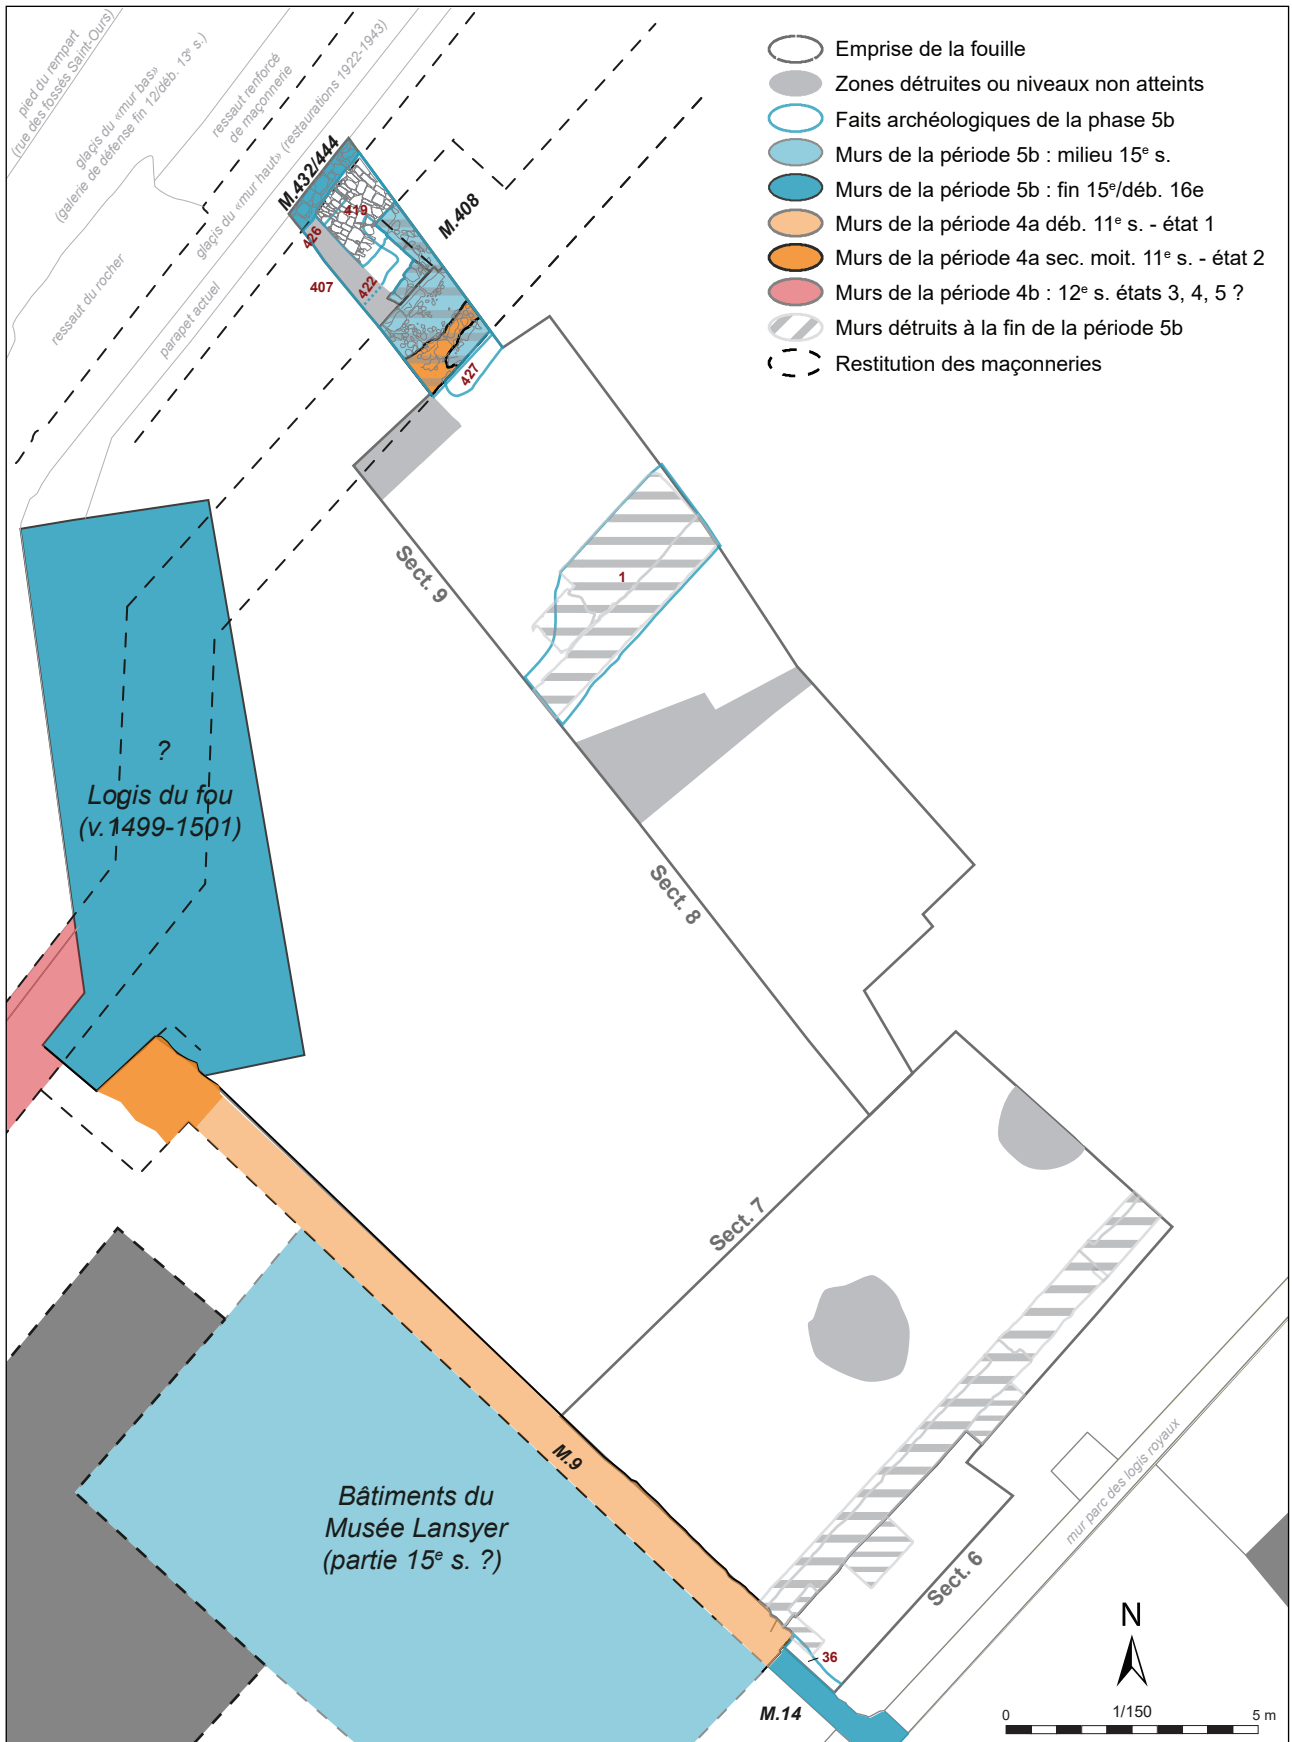 Emprise de la fouille
Zones détruites ou niveaux non atteints
Faits archéologiques de la phase 5b
Murs de la période 5b : milieu 15e s.
Murs de la période 5b : fin 15e/déb. 16e
Murs de la période 4a déb. 11e s. - état 1
Murs de la période 4a sec. moit. 11e s. - état 2
Murs de la période 4b : 12e s. états 3, 4, 5 ?
Murs détruits à la fin de la période 5b
Restitution des maçonneries
pied du rempart
(rue des fossés Saint-Ours)
glacis du «mur bas»
(galerie de défense fin 12/déb. 13e s.)
ressaut renforcé
de maçonnerie
glacis du «mur haut» (restaurations 1922-1943)
ressaut du rocher
parapet actuel
M.432/444
M.408
419
426
407
422
427
Sect. 9
1
?
Logis du fou
(v.1499-1501)
Sect. 8
Sect. 7
M.9
Bâtiments du
Musée Lansyer
(partie 15e s. ?)
mur parc des logis royaux
Sect. 6
36
M.14
N
0
1/150
5 m